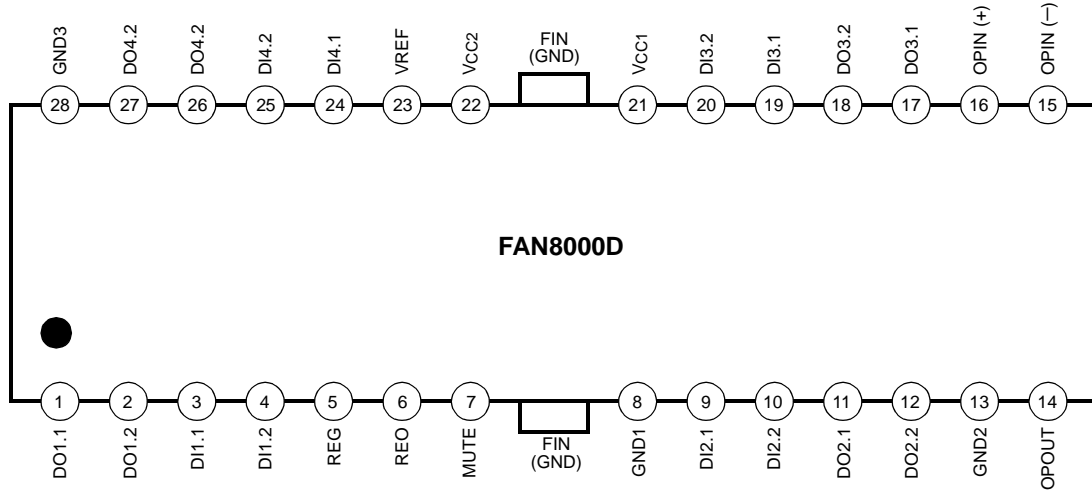 GND3
DO4.2
DO4.2
DI4.2
DI4.1
VREF
VCC2
FIN
(GND)
VCC1
DI3.2
DI3.1
DO3.2
DO3.1
OPIN (+)
OPIN (−)
28
27
26
25
24
23
22
21
20
19
18
17
16
15
FAN8000D
1
2
3
4
5
6
7
8
9
10
11
12
13
14
DO1.1
DO1.2
DI1.1
DI1.2
REG
REO
MUTE
FIN
(GND)
GND1
DI2.1
DI2.2
DO2.1
DO2.2
GND2
OPOUT